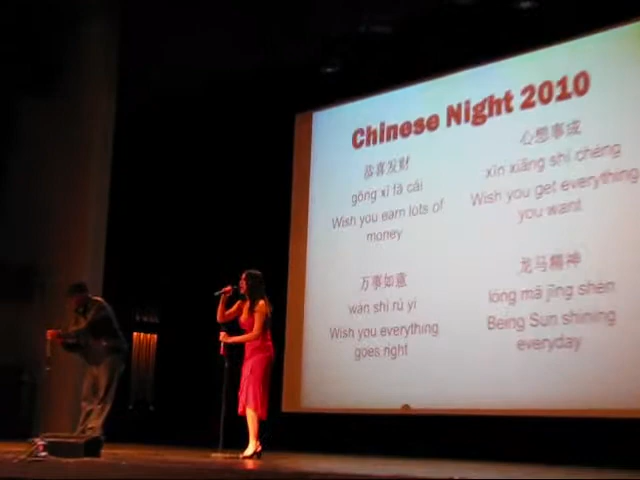 Chinese Night 2010
恭喜发财
gōng xǐ fā cái
Wish you earn lots of
money
心想事成
xīn xiǎng shì chéng
Wish you get everything
you want
万事如意
wàn shì rú yì
Wish you everything
goes right
龙马精神
lóng mǎ jīng shén
Being Sun shining
everyday